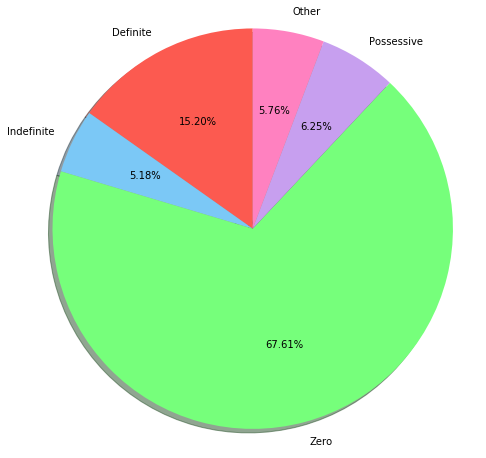 Other
Definite
Possessive
5.76%
15.20%
6.25%
Indefinite
5.18%
67.61%
Zero